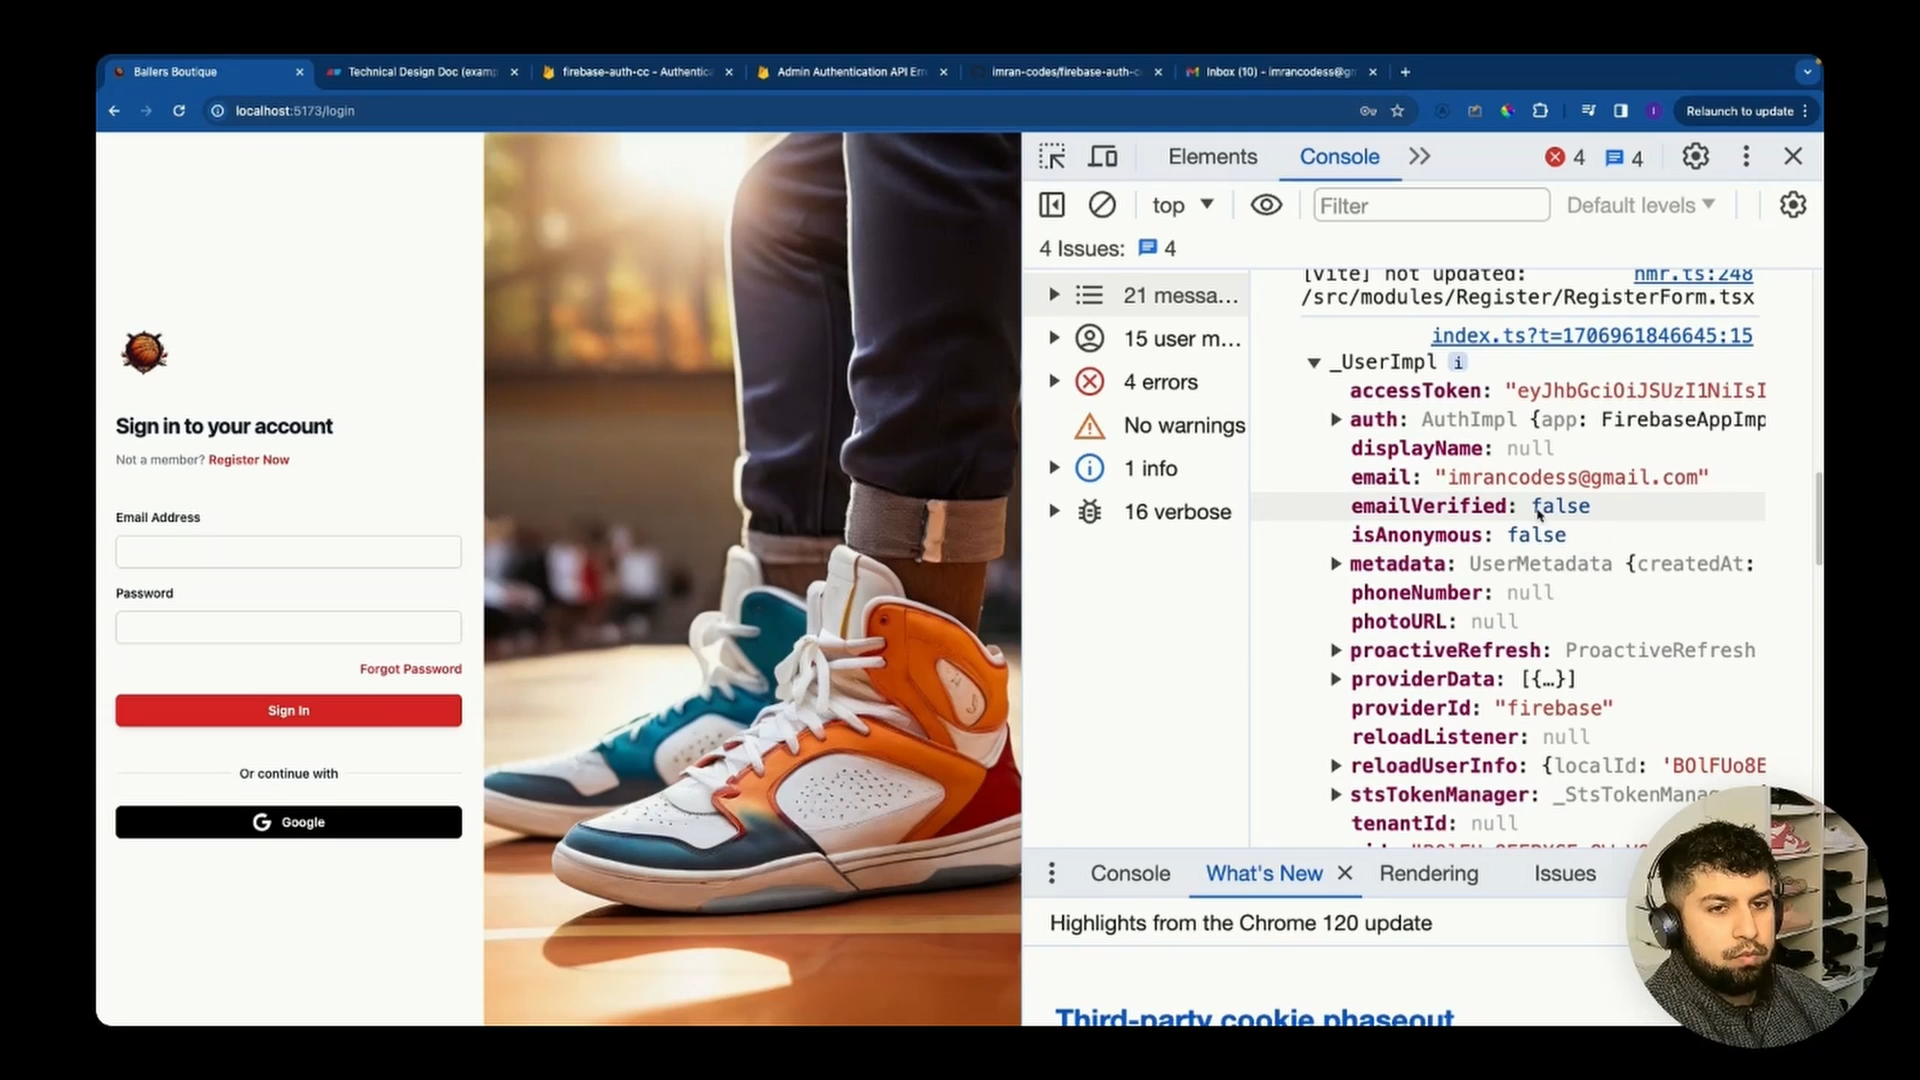 Ballers Boutique
Technical Design Doc (examp
firebase-auth-cc - Authentica
Admin Authentication API Err
imran-codes/firebase-auth-c
Inbox (10) - imrancodess@gm
localhost:5173/login
Relaunch to update
Elements
Console
4
4
top
Filter
Default levels
4 Issues:
4
21 messa...
15 user m...
4 errors
No warnings
1 info
16 verbose
[vite] not updated:
hmr.ts:248
/src/modules/Register/RegisterForm.tsx
index.ts?t=1706961846645:15
_UserImpl i
accessToken: "eyJhbGciOiJSUzI1NiIsI
auth: AuthImpl {app: FirebaseAppImp
displayName: null
email: "imrancodess@gmail.com"
emailVerified: false
isAnonymous: false
metadata: UserMetadata {createdAt:
phoneNumber: null
photoURL: null
proactiveRefresh: ProactiveRefresh
providerData: [{…}]
providerId: "firebase"
reloadListener: null
reloadUserInfo: {localId: 'BOlFUo8E
stsTokenManager: _StsTokenManag
tenantId: null
Console
What's New
Rendering
Issues
Highlights from the Chrome 120 update
Third-party cookie phaseout
Sign in to your account
Not a member? Register Now
Email Address
Password
Forgot Password
Sign In
Or continue with
Google